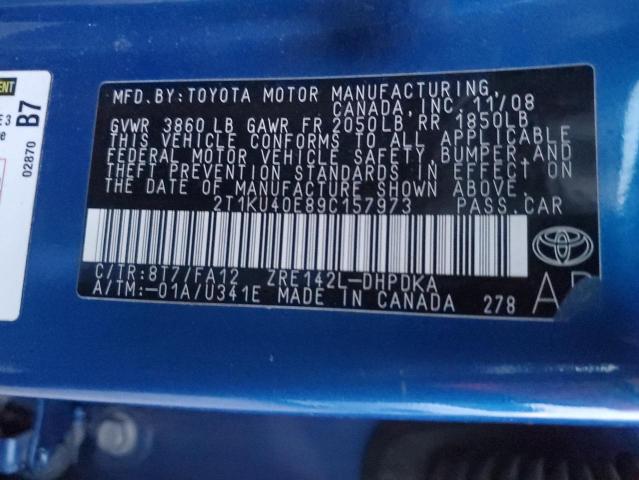 MFD.BY:TOYOTA MOTOR MANUFACTURING,
CANADA, INC. 11/08
GVWR 3860 LB GAWR FR 2050LB RR 1850LB
THIS VEHICLE CONFORMS TO ALL APPLICABLE
FEDERAL MOTOR VEHICLE SAFETY, BUMPER, AND
THEFT PREVENTION STANDARDS IN EFFECT ON
THE DATE OF MANUFACTURE SHOWN ABOVE.
2T1KU40E89C157973 PASS.CAR
C/TR:8T7/FA12 ZRE142L-DHPDKA
A/TM:-01A/U341E MADE IN CANADA 278
B7
02870
E 3